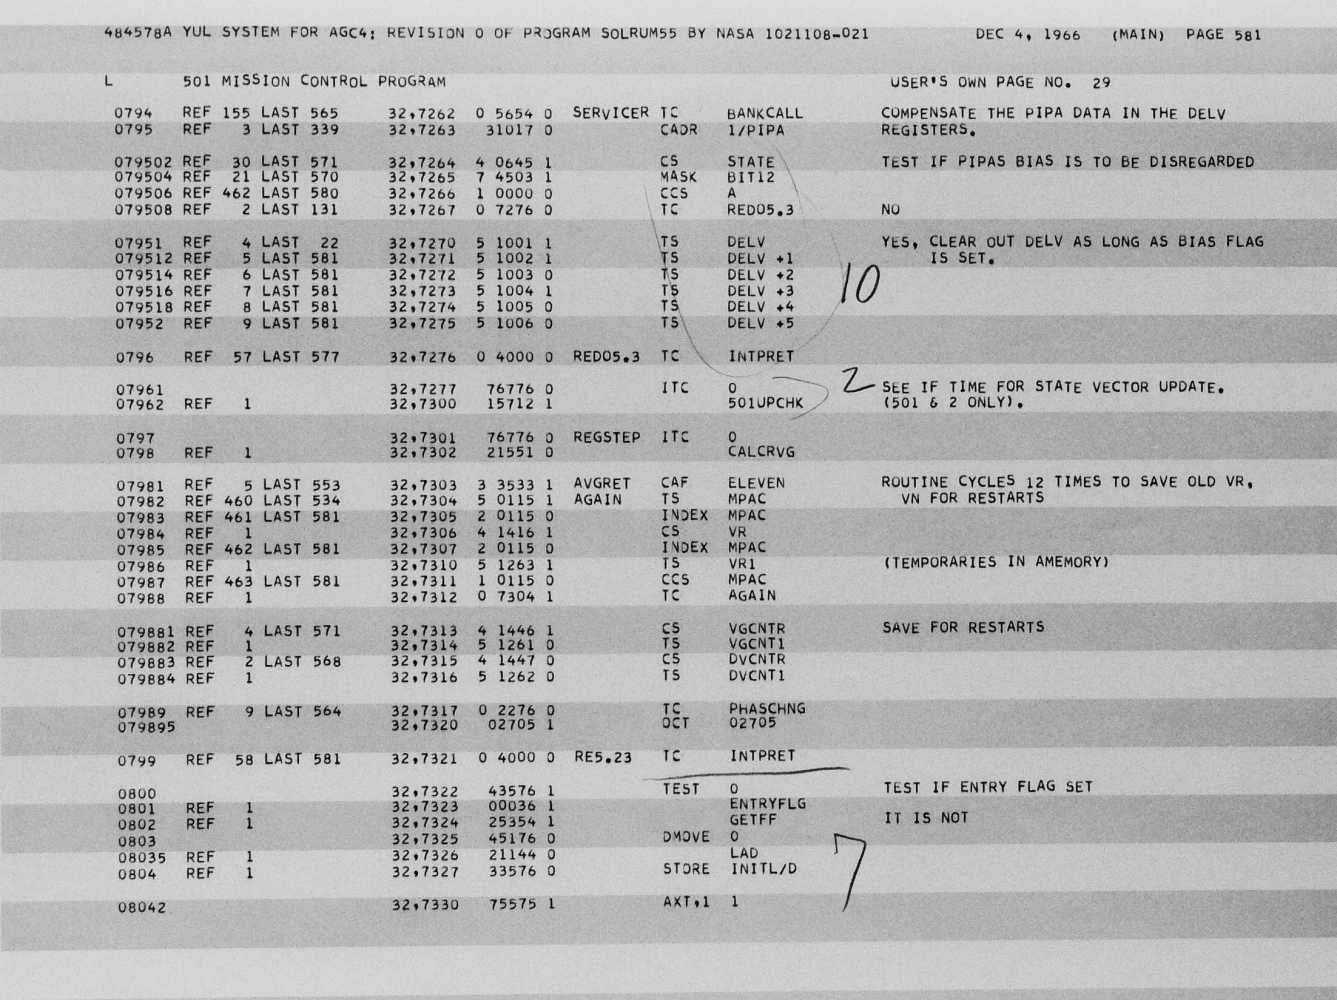 484578A YUL SYSTEM FOR AGC4: REVISION 0 OF PROGRAM SOLRUM55 BY NASA 1021108-021 DEC 4, 1966 (MAIN) PAGE 581
L 501 MISSION CONTROL PROGRAM USER'S OWN PAGE NO. 29
0794 REF 155 LAST 565 32,7262 0 5654 0 SERVICER TC BANKCALL COMPENSATE THE PIPA DATA IN THE DELV
0795 REF 3 LAST 339 32,7263 31017 0 CADR 1/PIPA REGISTERS.
079502 REF 30 LAST 571 32,7264 4 0645 1 CS STATE TEST IF PIPAS BIAS IS TO BE DISREGARDED
079504 REF 21 LAST 570 32,7265 7 4503 1 MASK BIT12
079506 REF 462 LAST 580 32,7266 1 0000 0 CCS A
079508 REF 2 LAST 131 32,7267 0 7276 0 TC REDO5.3 NO
07951 REF 4 LAST 22 32,7270 5 1001 1 TS DELV YES, CLEAR OUT DELV AS LONG AS BIAS FLAG
079512 REF 5 LAST 581 32,7271 5 1002 1 TS DELV +1 IS SET.
079514 REF 6 LAST 581 32,7272 5 1003 0 TS DELV +2
079516 REF 7 LAST 581 32,7273 5 1004 1 TS DELV +3 10
079518 REF 8 LAST 581 32,7274 5 1005 0 TS DELV +4
07952 REF 9 LAST 581 32,7275 5 1006 0 TS DELV +5
0796 REF 57 LAST 577 32,7276 0 4000 0 REDO5.3 TC INTPRET
07961 32,7277 76776 0 ITC 0 2 SEE IF TIME FOR STATE VECTOR UPDATE.
07962 REF 1 32,7300 15712 1 501UPCHK (501 & 2 ONLY).
0797 32,7301 76776 0 REGSTEP ITC 0
0798 REF 1 32,7302 21551 0 CALCRVG
07981 REF 5 LAST 553 32,7303 3 3533 1 AVGRET CAF ELEVEN ROUTINE CYCLES 12 TIMES TO SAVE OLD VR,
07982 REF 460 LAST 534 32,7304 5 0115 1 AGAIN TS MPAC VN FOR RESTARTS
07983 REF 461 LAST 581 32,7305 2 0115 0 INDEX MPAC
07984 REF 1 32,7306 4 1416 1 CS VR
07985 REF 462 LAST 581 32,7307 2 0115 0 INDEX MPAC
07986 REF 1 32,7310 5 1263 1 TS VR1 (TEMPORARIES IN AMEMORY)
07987 REF 463 LAST 581 32,7311 1 0115 0 CCS MPAC
07988 REF 1 32,7312 0 7304 1 TC AGAIN
079881 REF 4 LAST 571 32,7313 4 1446 1 CS VGCNTR SAVE FOR RESTARTS
079882 REF 1 32,7314 5 1261 0 TS VGCNT1
079883 REF 2 LAST 568 32,7315 4 1447 0 CS DVCNTR
079884 REF 1 32,7316 5 1262 0 TS DVCNT1
07989 REF 9 LAST 564 32,7317 0 2276 0 TC PHASCHNG
079895 32,7320 02705 1 OCT 02705
0799 REF 58 LAST 581 32,7321 0 4000 0 RE5.23 TC INTPRET
0800 32,7322 43576 1 TEST 0 TEST IF ENTRY FLAG SET
0801 REF 1 32,7323 00036 1 ENTRYFLG
0802 REF 1 32,7324 25354 1 GETFF IT IS NOT
0803 32,7325 45176 0 DMOVE 0
08035 REF 1 32,7326 21144 0 LAD
0804 REF 1 32,7327 33576 0 STORE INITL/D 7
08042 32,7330 75575 1 AXT,1 1